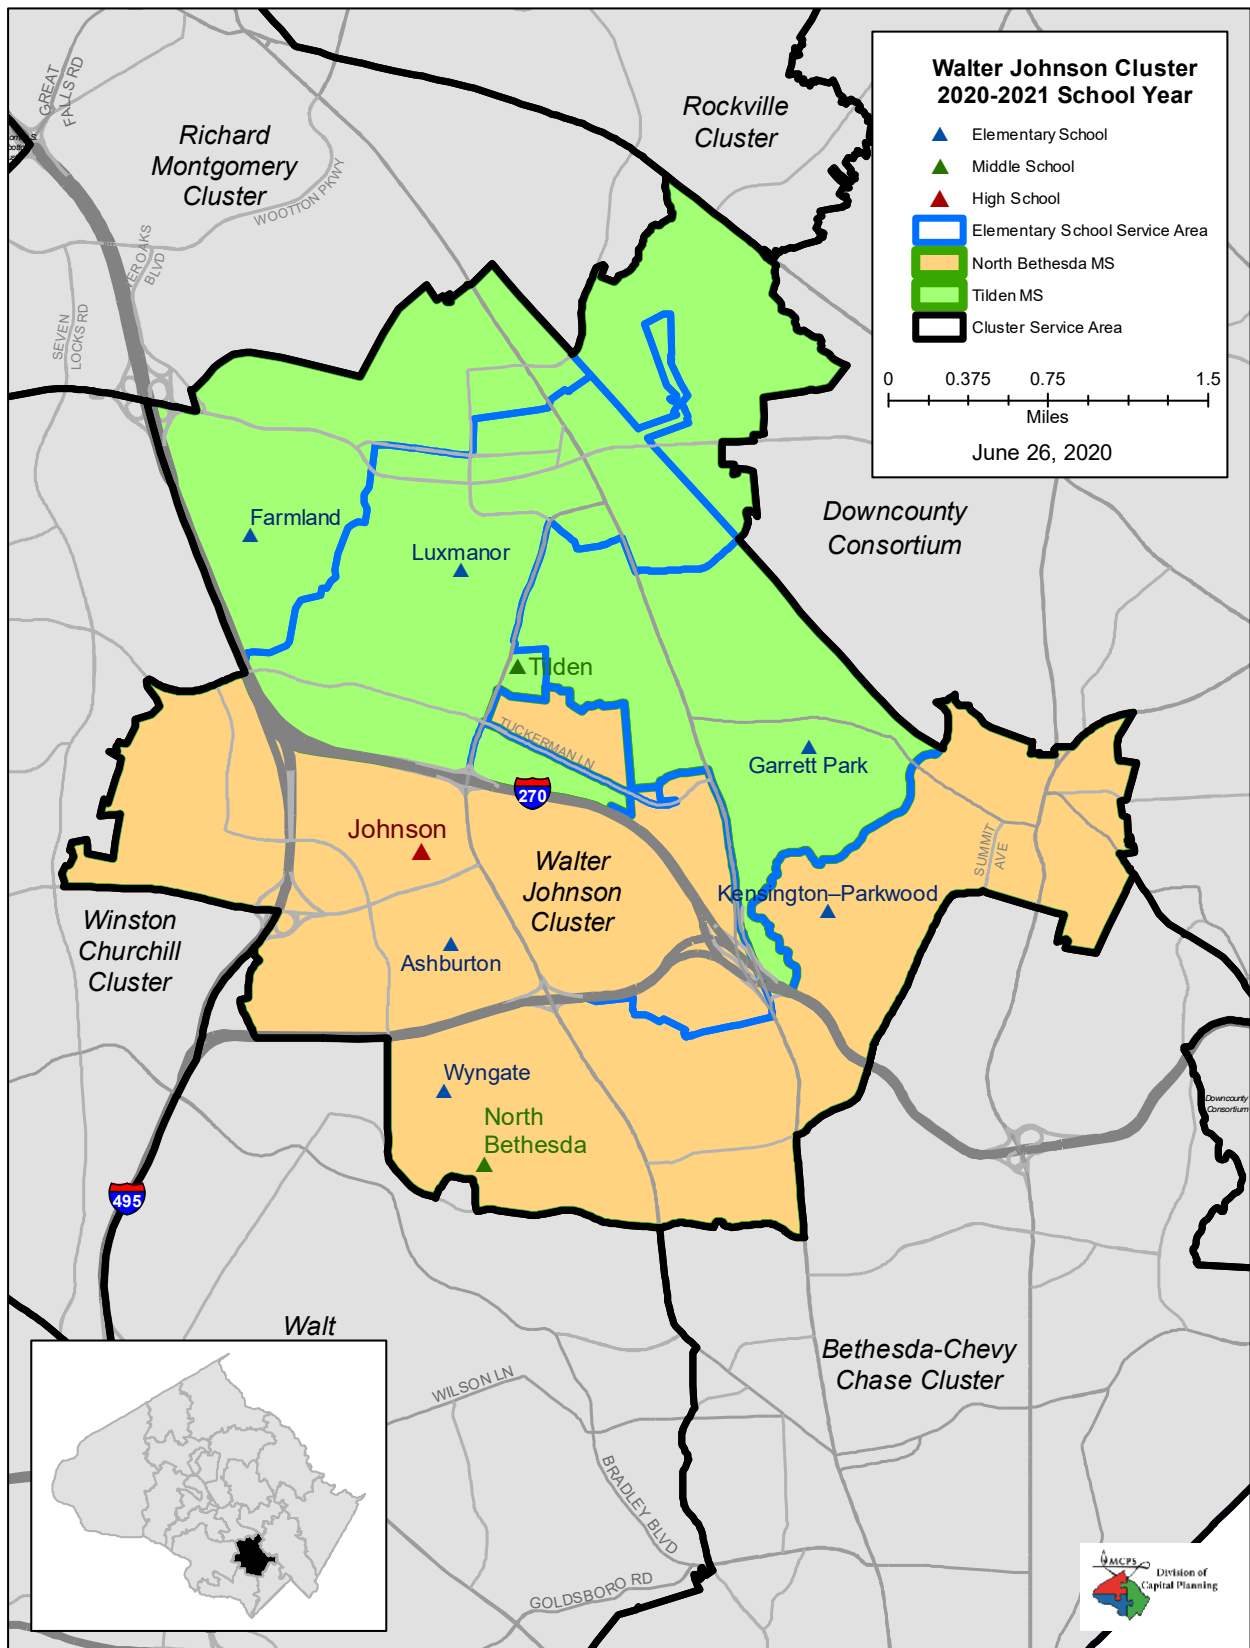 Walter Johnson Cluster
2020-2021 School Year
Elementary School
Middle School
High School
Elementary School Service Area
North Bethesda MS
Tilden MS
Cluster Service Area
0 0.375 0.75 1.5
Miles
June 26, 2020
GREAT
FALLS RD
Richard
Montgomery
Cluster
WOOTTON PKWY
Rockville
Cluster
BLVD
SEVEN
LOCKS RD
Downcounty
Consortium
Farmland
Luxmanor
Tilden
TUCKERMAN LN
Garrett Park
270
Johnson
Walter
Johnson
Cluster
SUMMIT
AVE
Kensington–Parkwood
Winston
Churchill
Cluster
Ashburton
Wyngate
North
Bethesda
Downcounty
Consortium
495
Walt
Bethesda-Chevy
Chase Cluster
WILSON LN
BRADLEY BLVD
GOLDSBORO RD
MCPS
Division of
Capital Planning